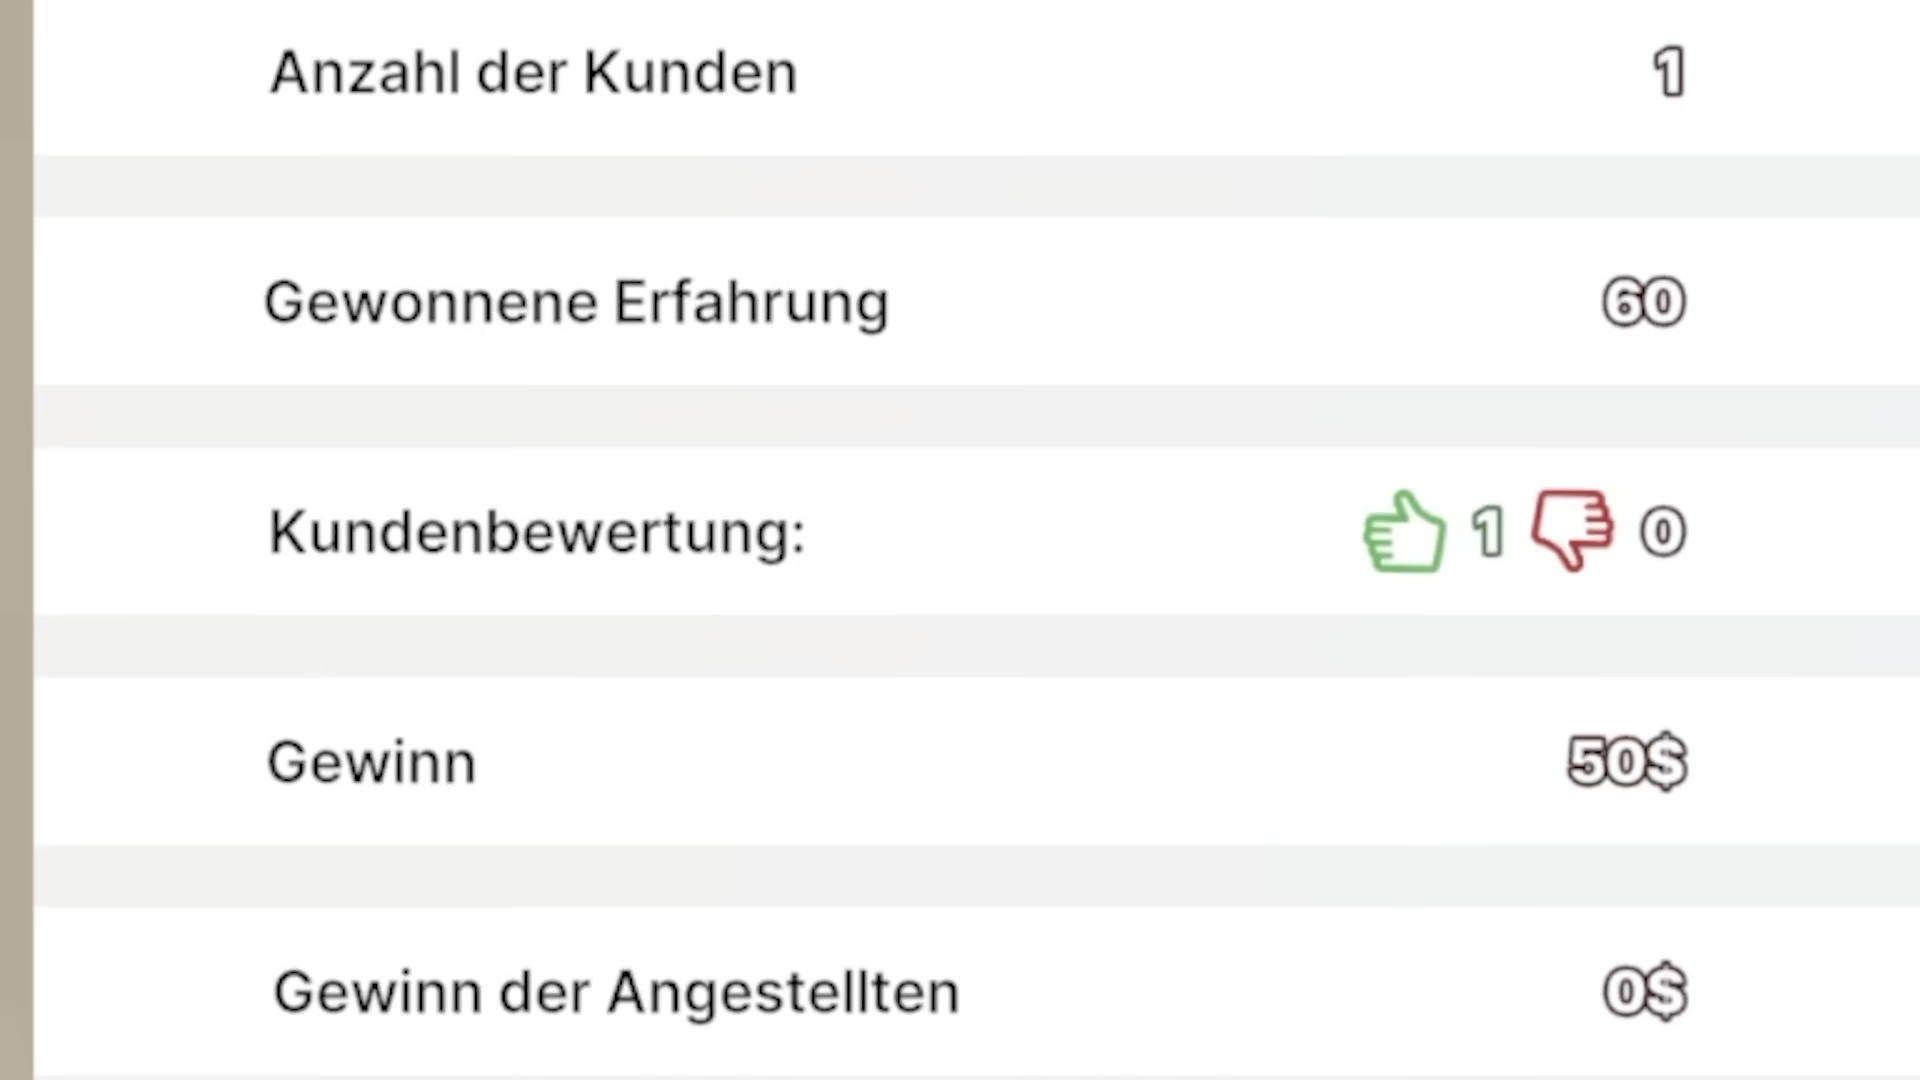 Anzahl der Kunden 1
Gewonnene Erfahrung 60
Kundenbewertung: 1 0
Gewinn 50$
Gewinn der Angestellten 0$